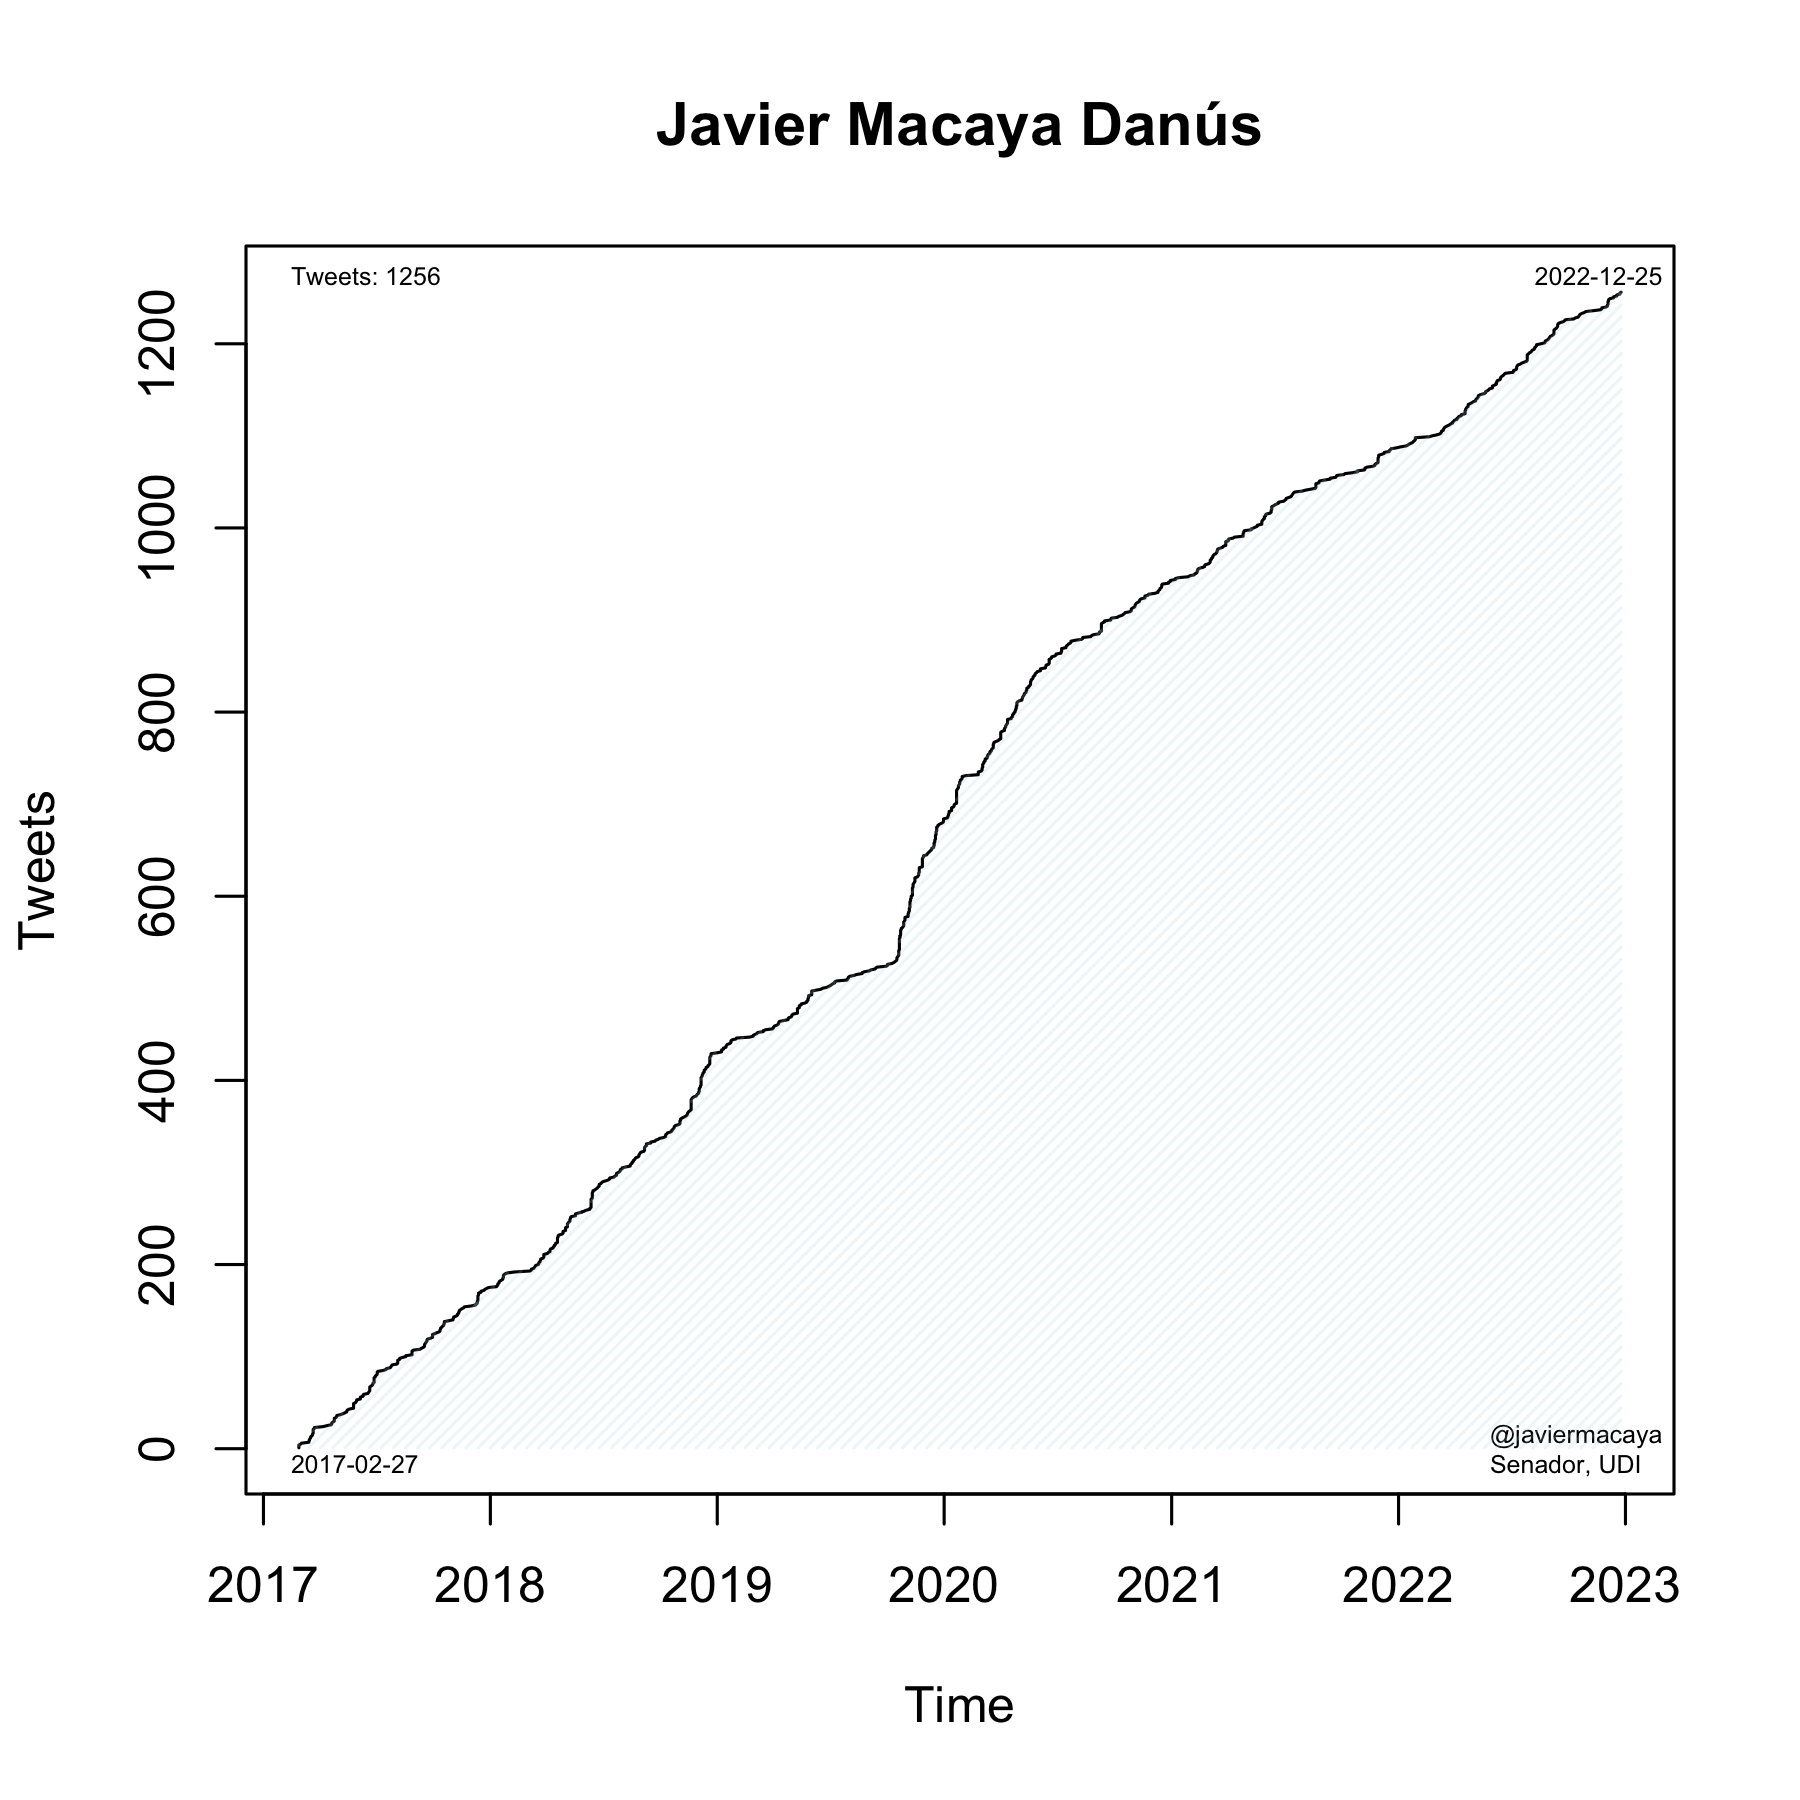 Javier Macaya Danús
Tweets: 1256
2022-12-25
Tweets
1200
1000
800
600
400
200
0
@javiermacaya
Senador, UDI
2017-02-27
2017 2018 2019 2020 2021 2022 2023
Time